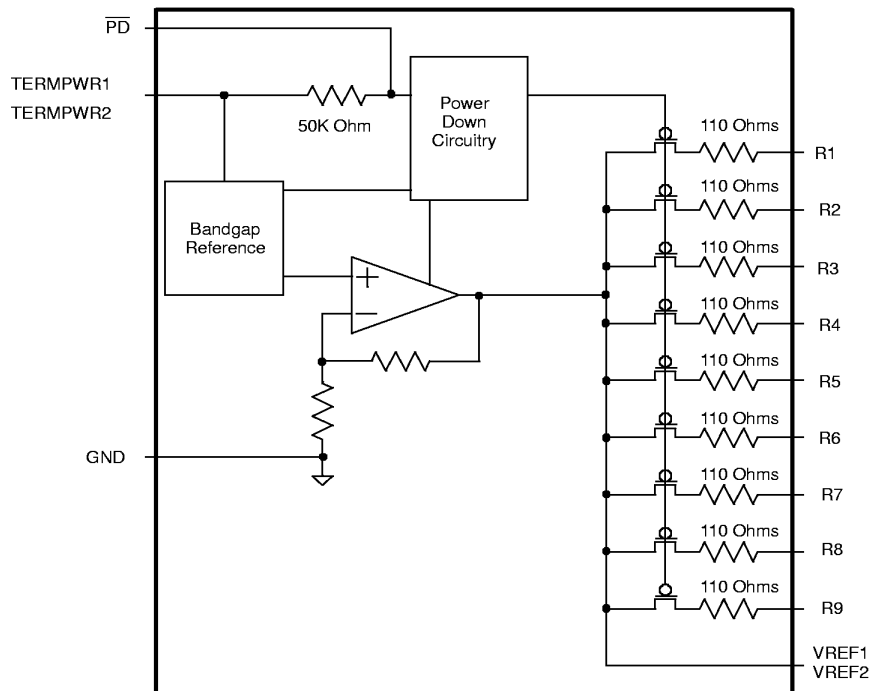 PD
TERMPWR1
TERMPWR2
50K Ohm
Power
Down
Circuitry
Bandgap
Reference
+
−
GND
110 Ohms
R1
110 Ohms
R2
110 Ohms
R3
110 Ohms
R4
110 Ohms
R5
110 Ohms
R6
110 Ohms
R7
110 Ohms
R8
110 Ohms
R9
VREF1
VREF2